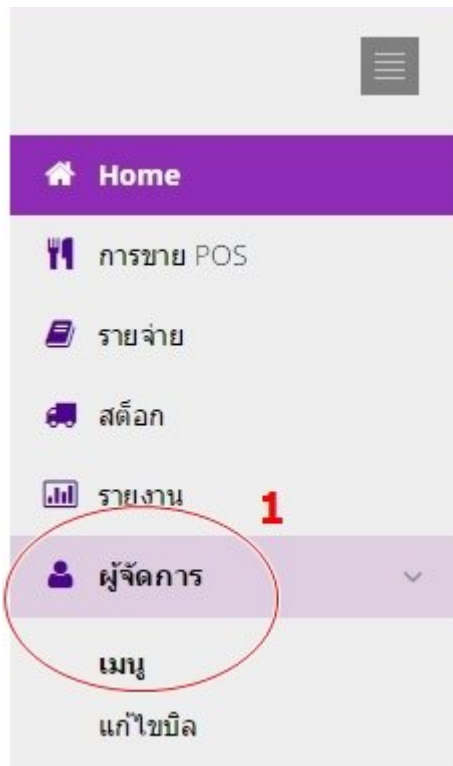 Home
การขาย POS
รายจ่าย
สต็อก
รายงาน
1
ผู้จัดการ
เมนู
แก้ไขบิล